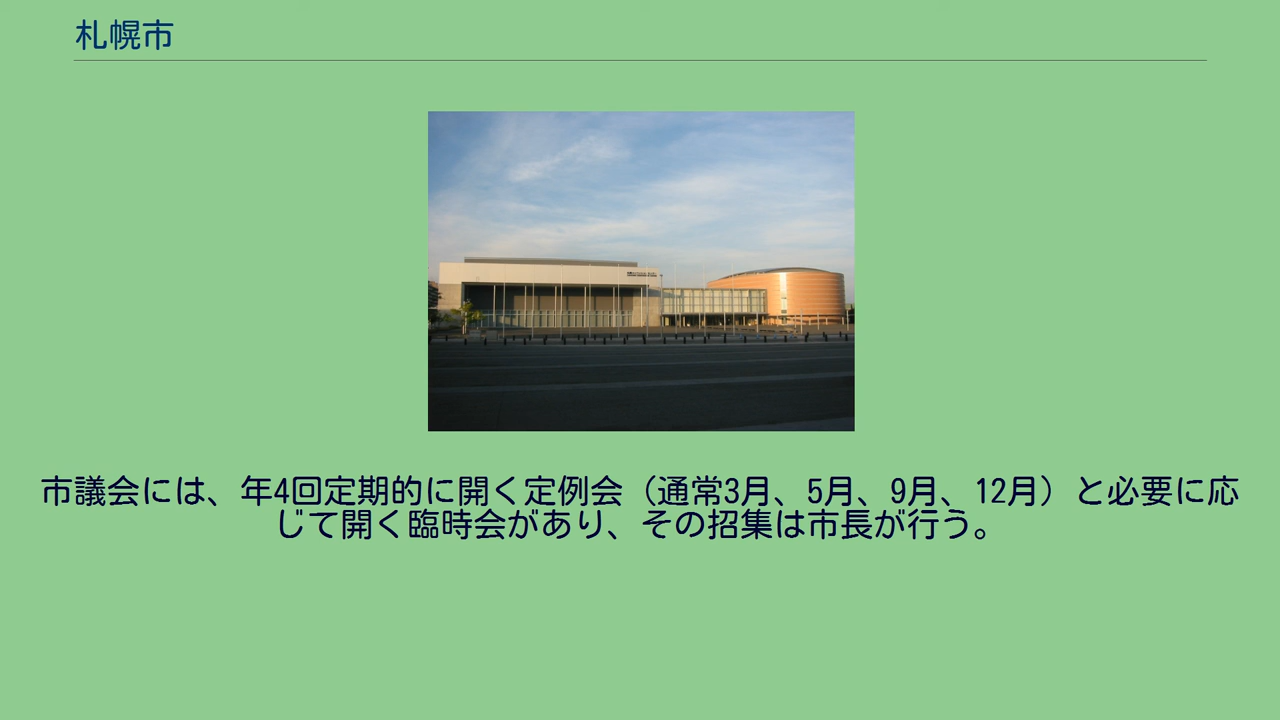 札幌市
市議会には、年4回定期的に開く定例会（通常3月、5月、9月、12月）と必要に応
じて開く臨時会があり、その招集は市長が行う。